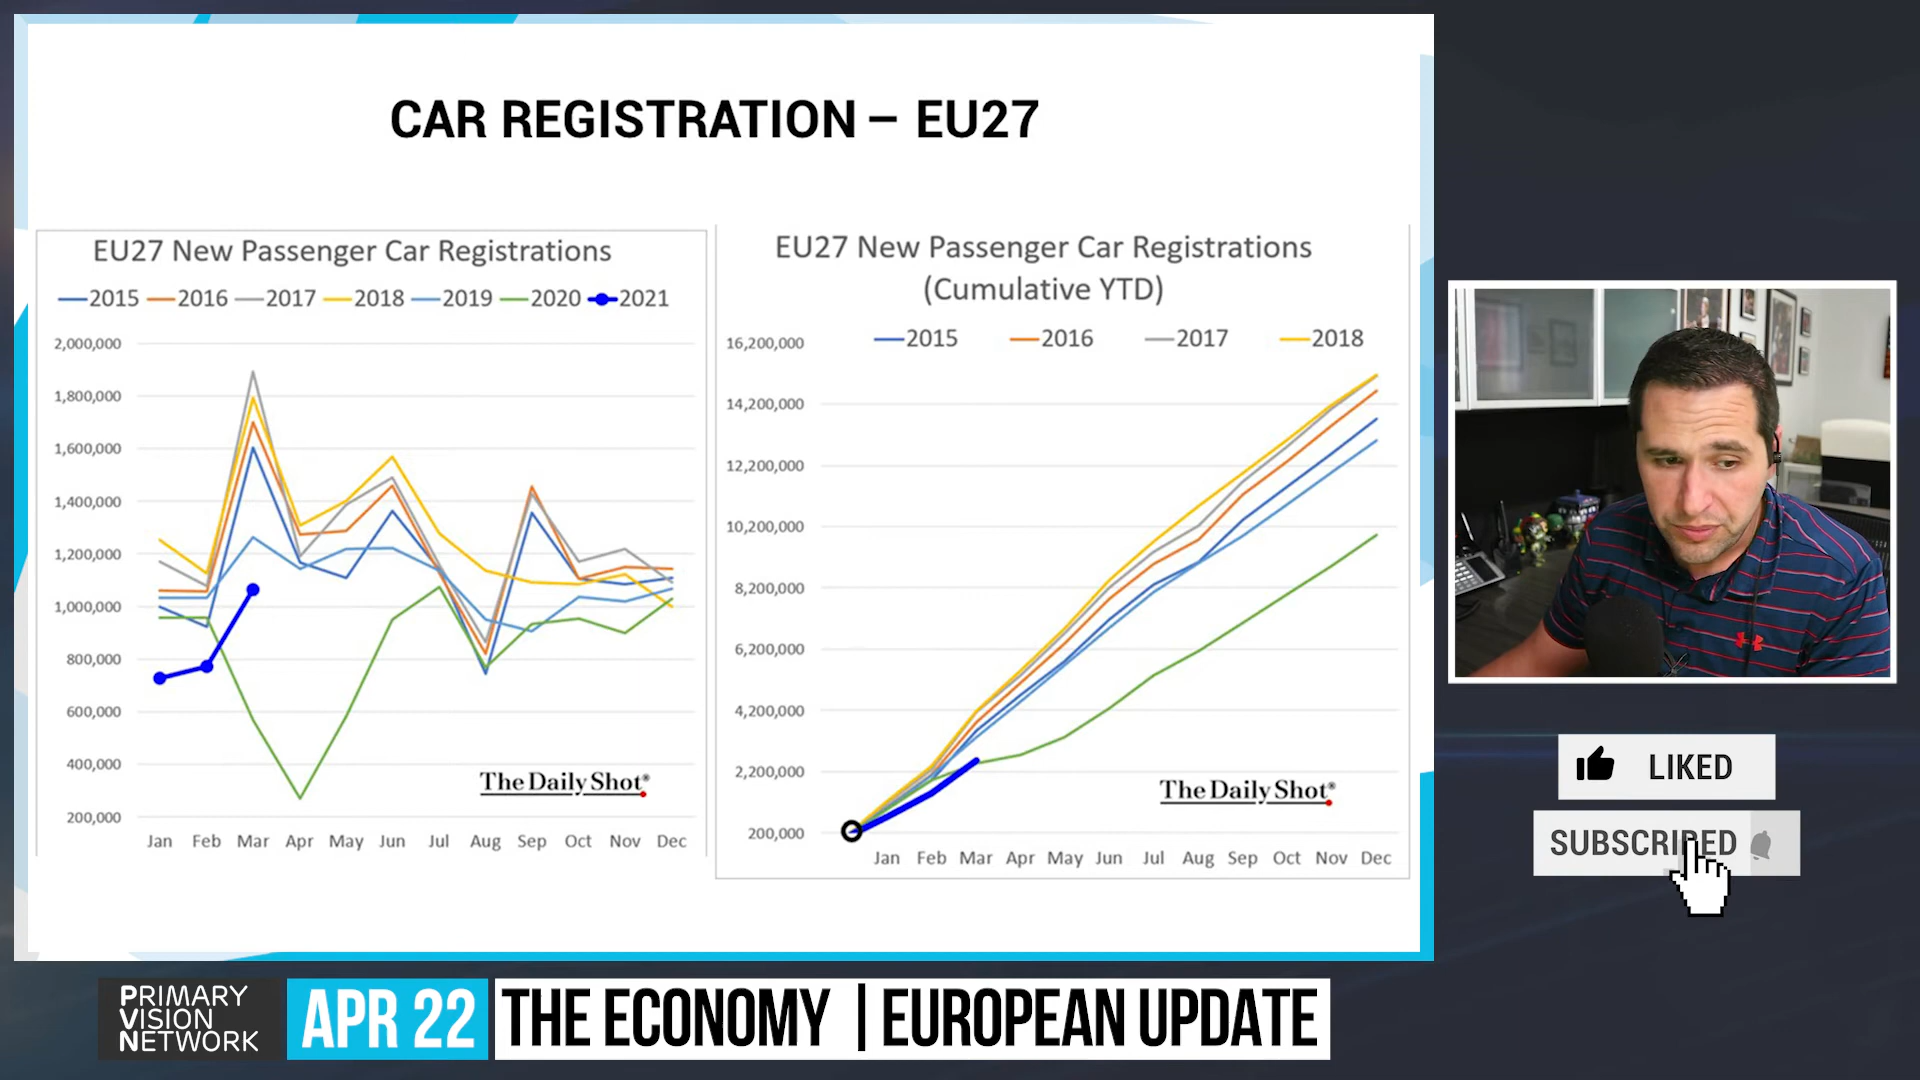 CAR REGISTRATION – EU27
EU27 New Passenger Car Registrations
2015 2016 2017 2018 2019 2020 2021
2,000,000
1,800,000
1,600,000
1,400,000
1,200,000
1,000,000
800,000
600,000
400,000
200,000
Jan Feb Mar Apr May Jun Jul Aug Sep Oct Nov Dec
The Daily Shot®
EU27 New Passenger Car Registrations
(Cumulative YTD)
2015 2016 2017 2018
16,200,000
14,200,000
12,200,000
10,200,000
8,200,000
6,200,000
4,200,000
2,200,000
200,000
Jan Feb Mar Apr May Jun Jul Aug Sep Oct Nov Dec
The Daily Shot®
LIKED
SUBSCRIBED
PRIMARY
VISION
NETWORK
APR 22
THE ECONOMY | EUROPEAN UPDATE